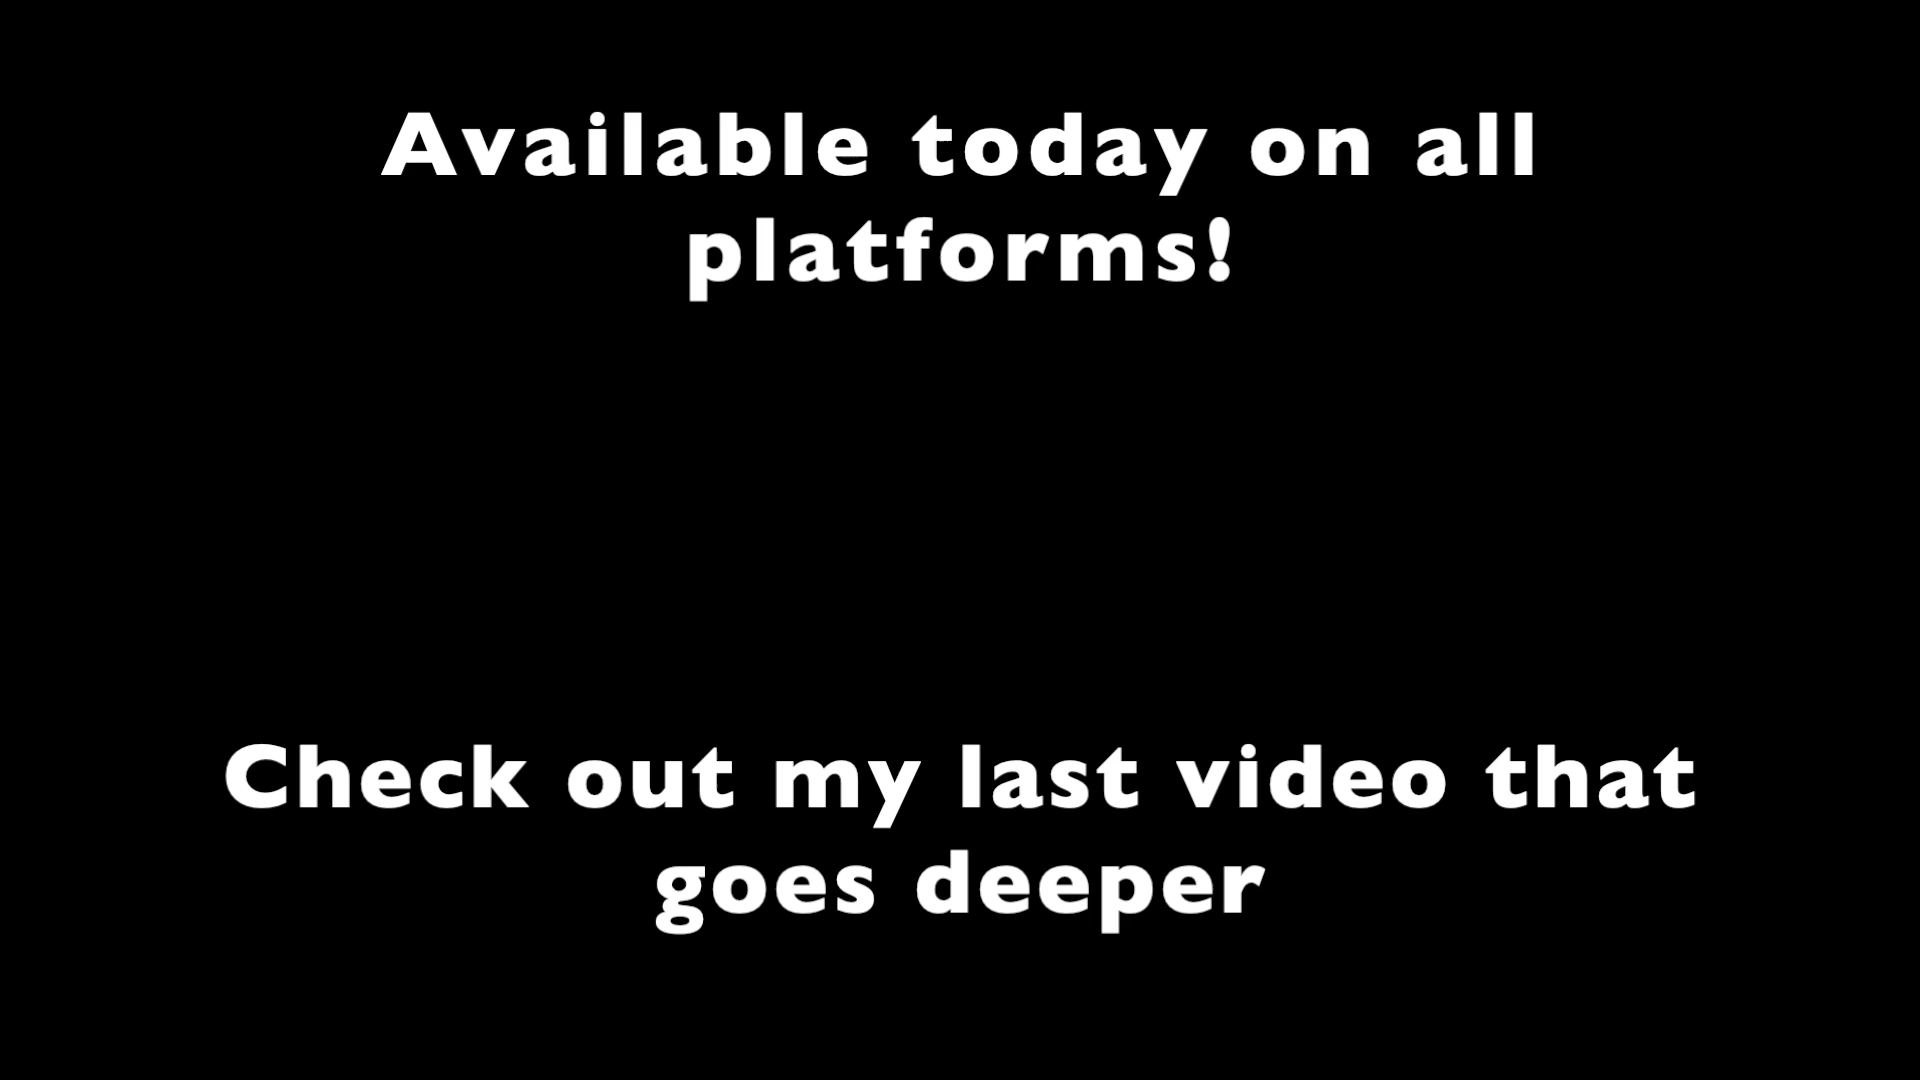 Available today on all
platforms!
Check out my last video that
goes deeper